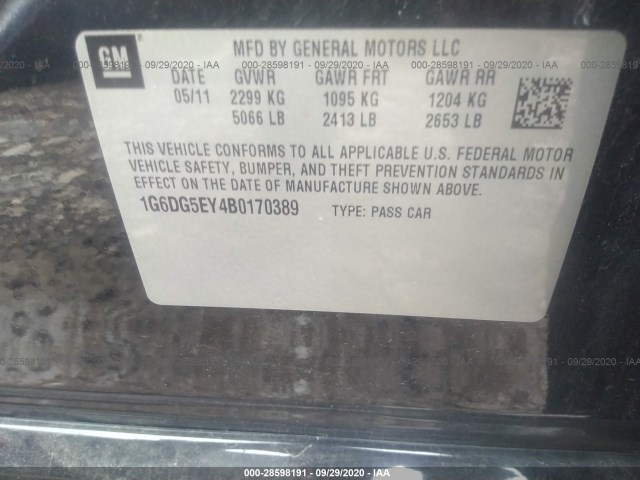 GM
MFD BY GENERAL MOTORS LLC
DATE GVWR GAWR FRT GAWR RR
05/11 2299 KG 1095 KG 1204 KG
5066 LB 2413 LB 2653 LB
THIS VEHICLE CONFORMS TO ALL APPLICABLE U.S. FEDERAL MOTOR
VEHICLE SAFETY, BUMPER, AND THEFT PREVENTION STANDARDS IN
EFFECT ON THE DATE OF MANUFACTURE SHOWN ABOVE.
1G6DG5EY4B0170389 TYPE: PASS CAR
000-28598191 - 09/29/2020 - IAA